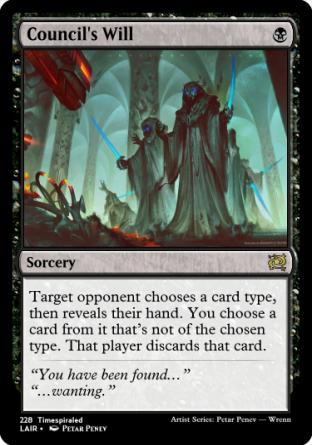 Council's Will
Sorcery
Target opponent chooses a card type,
then reveals their hand. You choose a
card from it that's not of the chosen
type. That player discards that card.
“You have been found…”
“…wanting.”
228 Timespiraled
Artist Series: Petar Penev — Wrenn
LAIR • Petar Penev